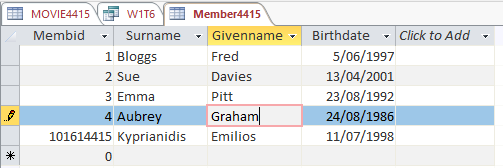 MOVIE4415 W1T6 Member4415
Membid Surname Givenname Birthdate Click to Add
1 Bloggs Fred 5/06/1997
2 Sue Davies 13/04/2001
3 Emma Pitt 23/08/1992
4 Aubrey Graham 24/08/1986
101614415 Kyprianidis Emilios 11/07/1998
0